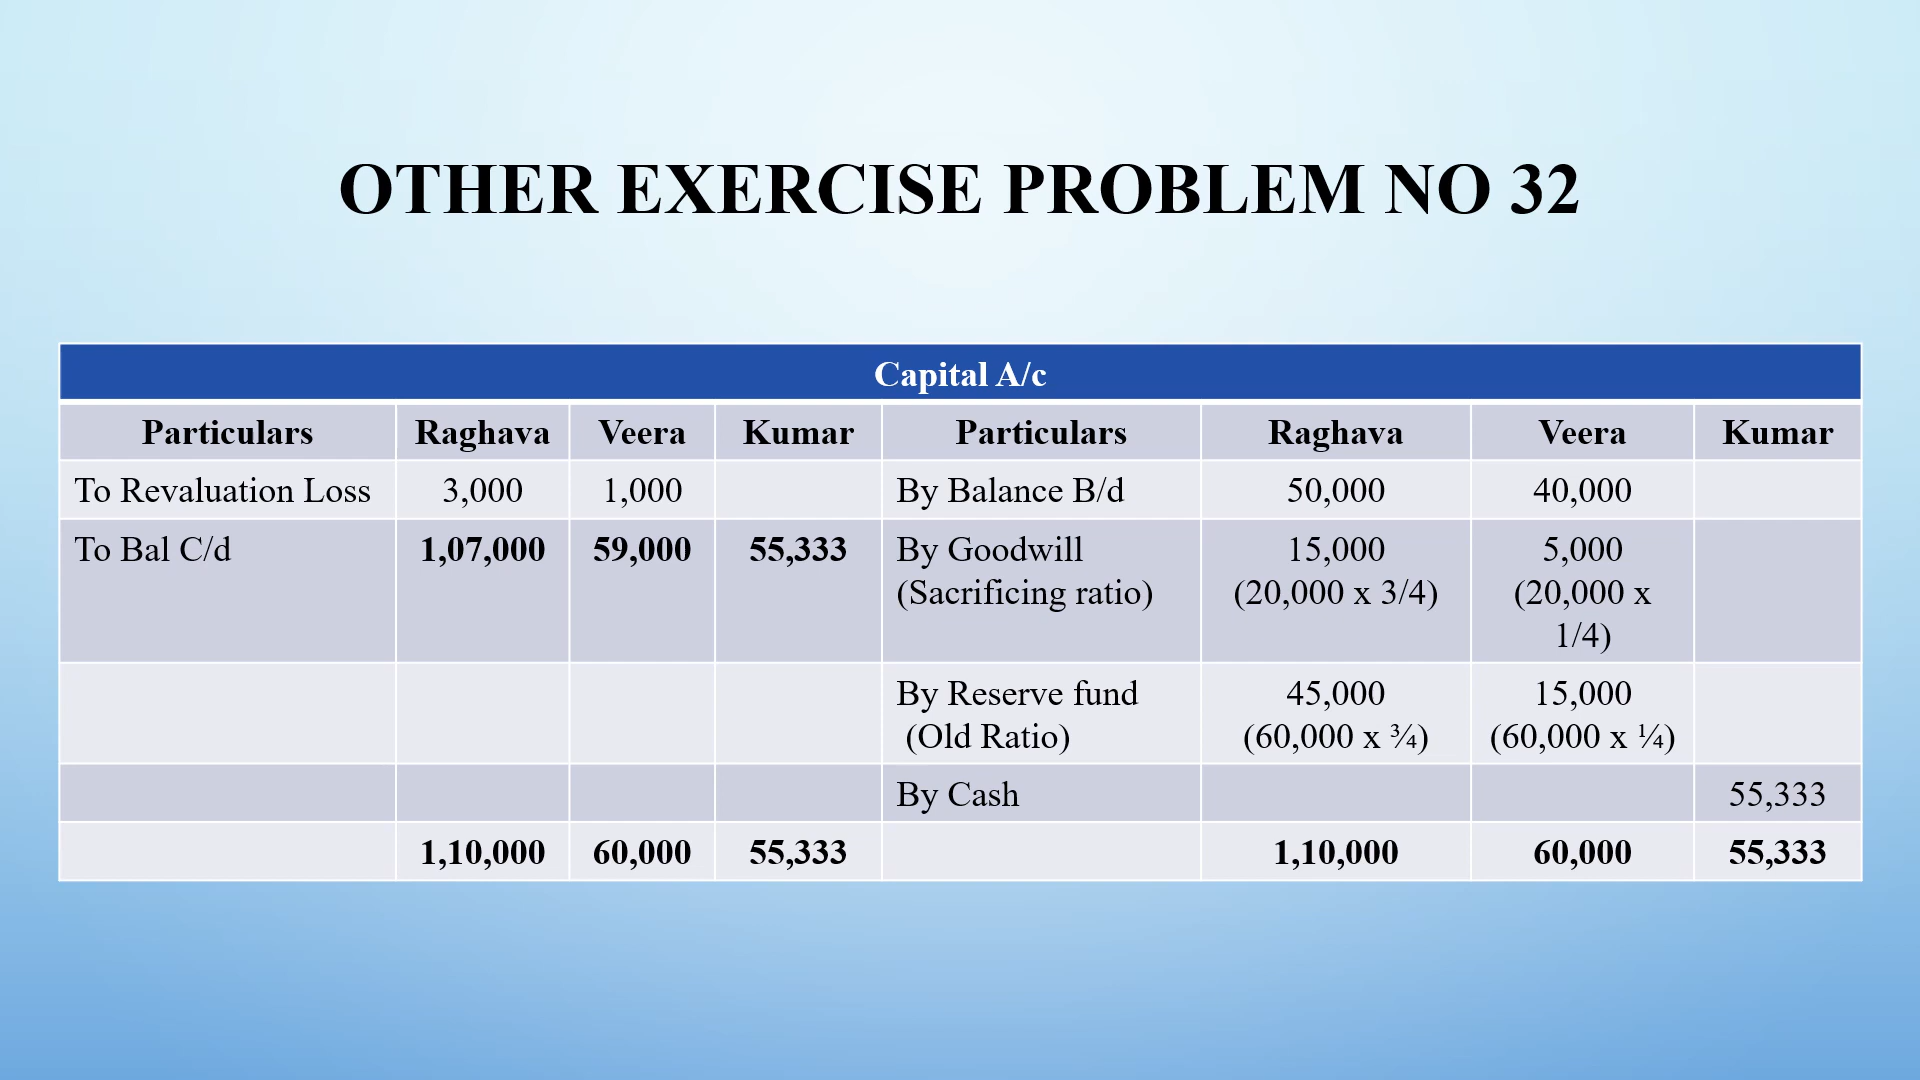 OTHER EXERCISE PROBLEM NO 32
Capital A/c
Particulars Raghava Veera Kumar Particulars Raghava Veera Kumar
To Revaluation Loss 3,000 1,000 By Balance B/d 50,000 40,000
To Bal C/d 1,07,000 59,000 55,333 By Goodwill 15,000 5,000
(Sacrificing ratio) (20,000 x 3/4) (20,000 x
1/4)
By Reserve fund 45,000 15,000
(Old Ratio) (60,000 x ¾) (60,000 x ¼)
By Cash 55,333
1,10,000 60,000 55,333 1,10,000 60,000 55,333